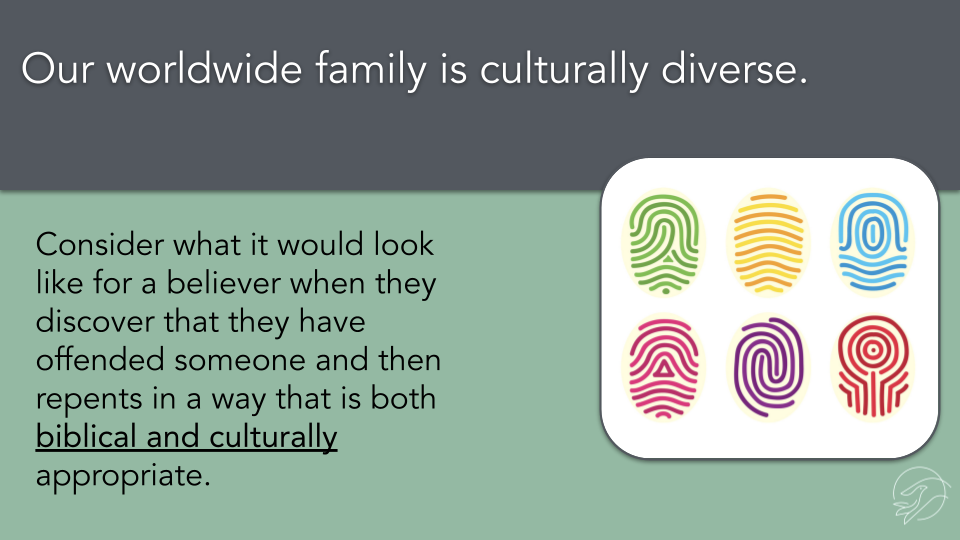 Our worldwide family is culturally diverse.
Consider what it would look
like for a believer when they
discover that they have
offended someone and then
repents in a way that is both
biblical and culturally
appropriate.